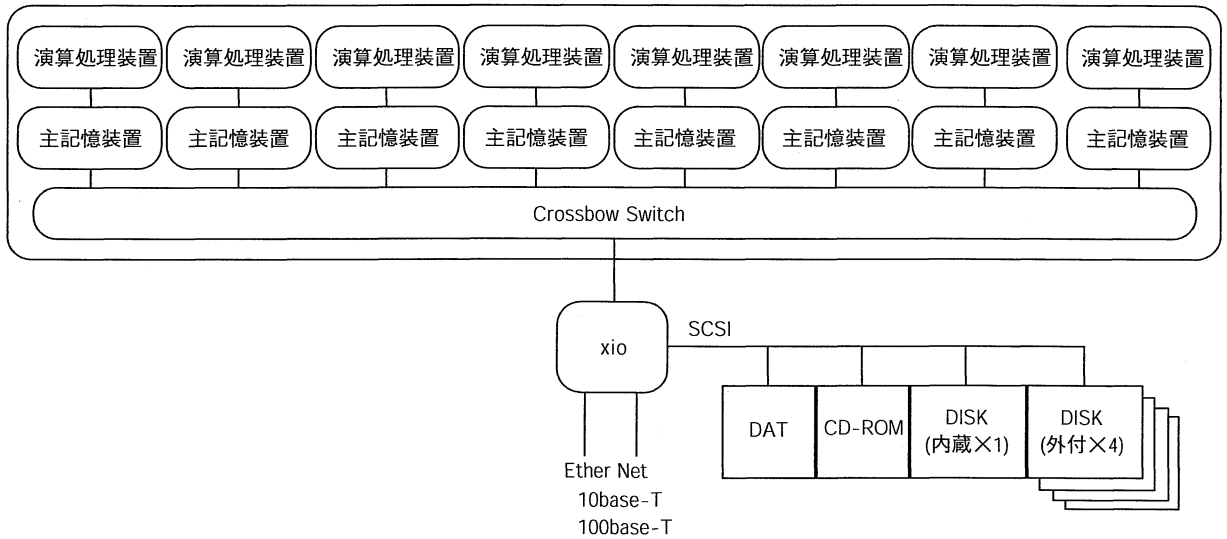 演算処理装置 演算処理装置 演算処理装置 演算処理装置 演算処理装置 演算処理装置 演算処理装置 演算処理装置
主記憶装置 主記憶装置 主記憶装置 主記憶装置 主記憶装置 主記憶装置 主記憶装置 主記憶装置
Crossbow Switch
xio
SCSI
DAT
CD-ROM
DISK
(内蔵×1)
DISK
(外付×4)
Ether Net
10base-T
100base-T